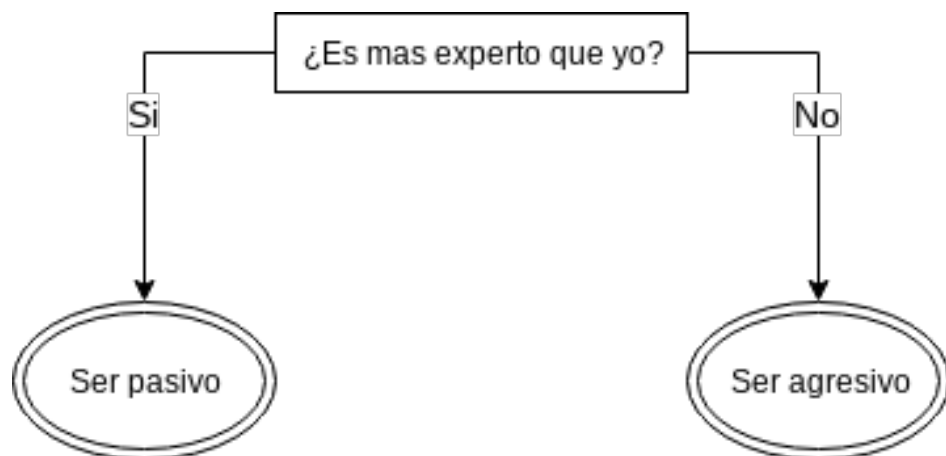 ¿Es mas experto que yo?
Si
No
Ser pasivo
Ser agresivo